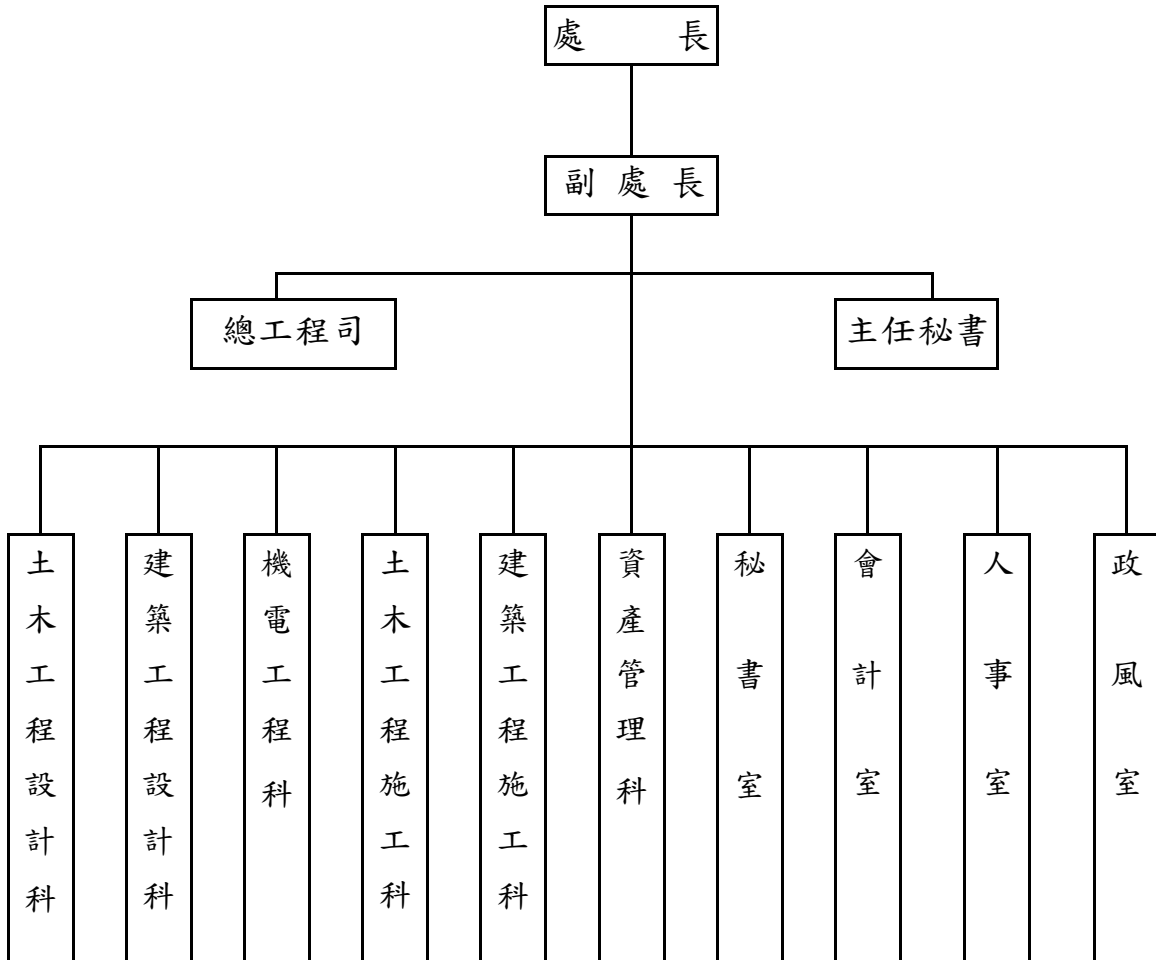 處長
副處長
總工程司
主任秘書
土木工程設計科
建築工程設計科
機電工程科
土木工程施工科
建築工程施工科
資產管理科
秘書室
會計室
人事室
政風室